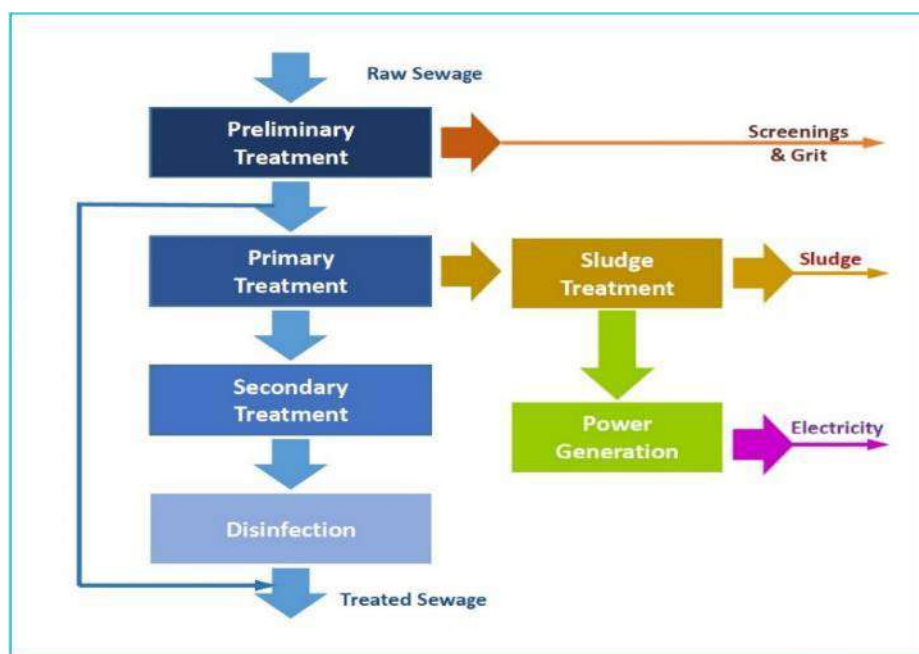 Raw Sewage
Preliminary
Treatment
Screenings
& Grit
Primary
Treatment
Sludge
Treatment
Sludge
Secondary
Treatment
Power
Generation
Electricity
Disinfection
Treated Sewage